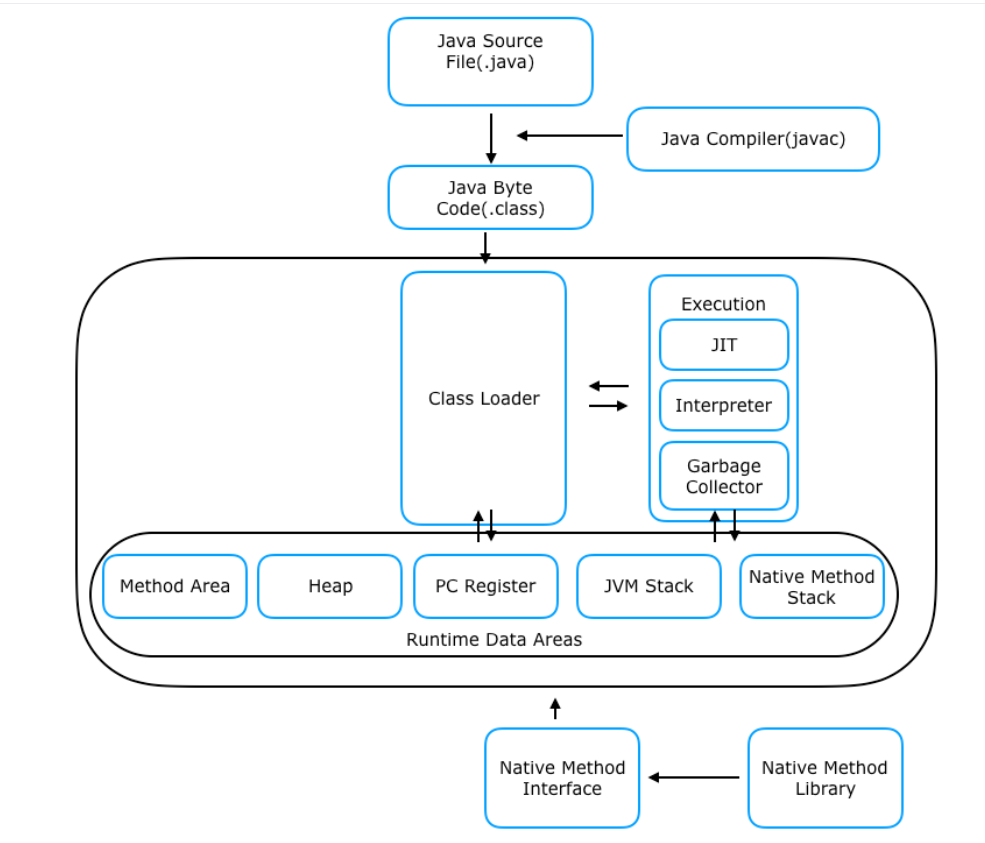 Java Source
File(.java)
Java Compiler(javac)
Java Byte
Code(.class)
Class Loader
Execution
JIT
Interpreter
Garbage
Collector
Method Area
Heap
PC Register
JVM Stack
Native Method
Stack
Runtime Data Areas
Native Method
Interface
Native Method
Library